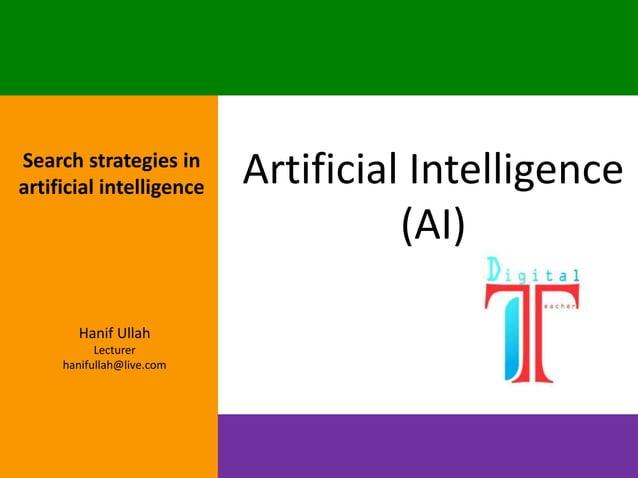 Search strategies in
artificial intelligence
Hanif Ullah
Lecturer
hanifullah@live.com
Artificial Intelligence
(AI)
Digital
Teacher